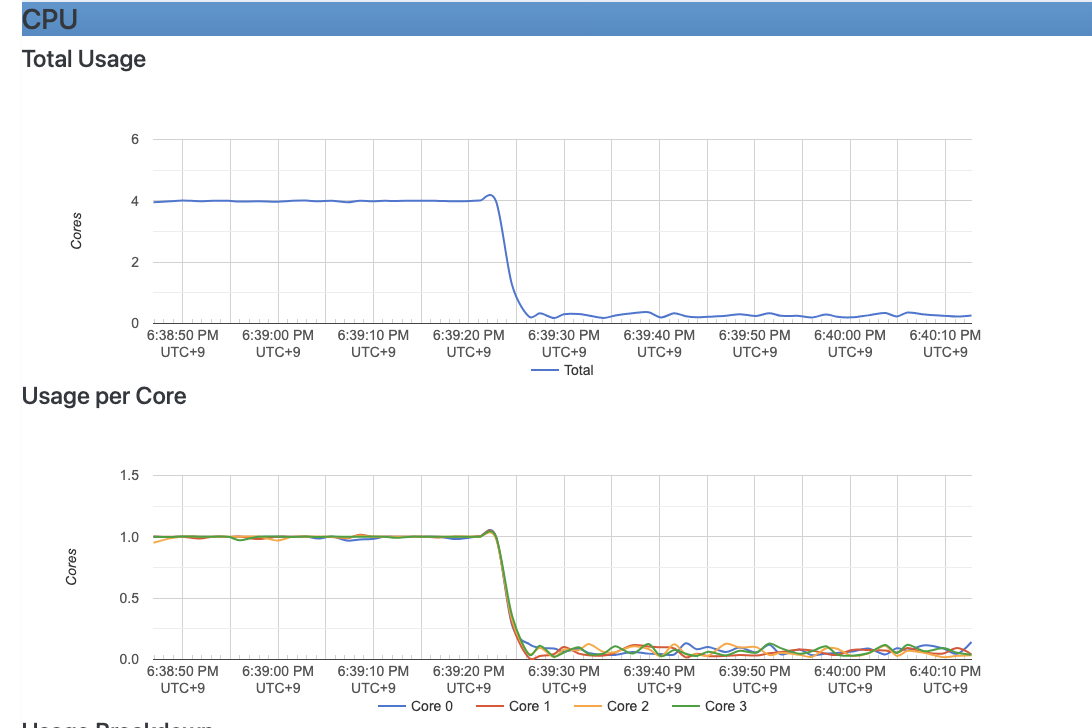 CPU
Total Usage
6
4
Cores
2
0
6:38:50 PM 6:39:00 PM 6:39:10 PM 6:39:20 PM 6:39:30 PM 6:39:40 PM 6:39:50 PM 6:40:00 PM 6:40:10 PM
UTC+9 UTC+9 UTC+9 UTC+9 UTC+9 UTC+9 UTC+9 UTC+9 UTC+9
Total
Usage per Core
1.5
1.0
Cores
0.5
0.0
6:38:50 PM 6:39:00 PM 6:39:10 PM 6:39:20 PM 6:39:30 PM 6:39:40 PM 6:39:50 PM 6:40:00 PM 6:40:10 PM
UTC+9 UTC+9 UTC+9 UTC+9 UTC+9 UTC+9 UTC+9 UTC+9 UTC+9
Core 0 Core 1 Core 2 Core 3
Usage Breakdown